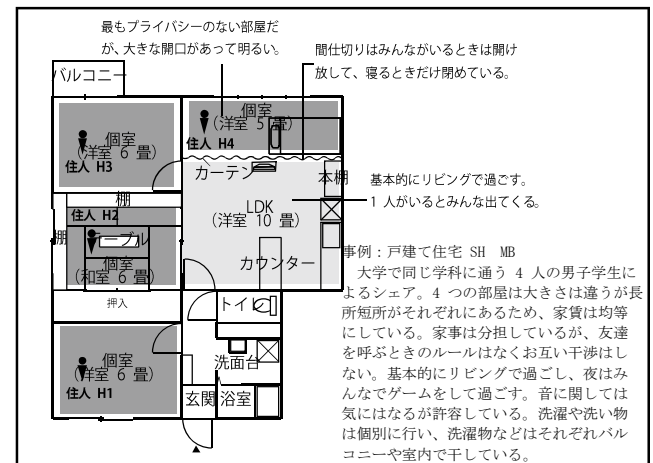 最もプライバシーのない部屋だ
が、大きな開口があって明るい。
間仕切りはみんながいるときは開け
放して、寝るときだけ閉めている。
バルコニー
個室
(洋室 5 畳)
住人 H4
個室
(洋室 6 畳)
住人 H3
カーテン
本棚
基本的にリビングで過ごす。
1 人がいるとみんな出てくる。
棚
LDK
(洋室 10 畳)
住人 H2
棚
テーブル
個室
(和室 6 畳)
カウンター
押入
トイレ
個室
(洋室 6 畳)
住人 H1
洗面台
玄関
浴室
事例：戸建て住宅 SH MB
大学で同じ学科に通う 4 人の男子学生に
よるシェア。4 つの部屋は大きさは違うが長
所短所がそれぞれにあるため、家賃は均等
にしている。家事は分担しているが、友達
を呼ぶときのルールはなくお互い干渉はし
ない。基本的にリビングで過ごし、夜はみ
んなでゲームをして過ごす。音に関しては
気にはなるが許容している。洗濯や洗い物
は個別に行い、洗濯物などはそれぞれバル
コニーや室内で干している。